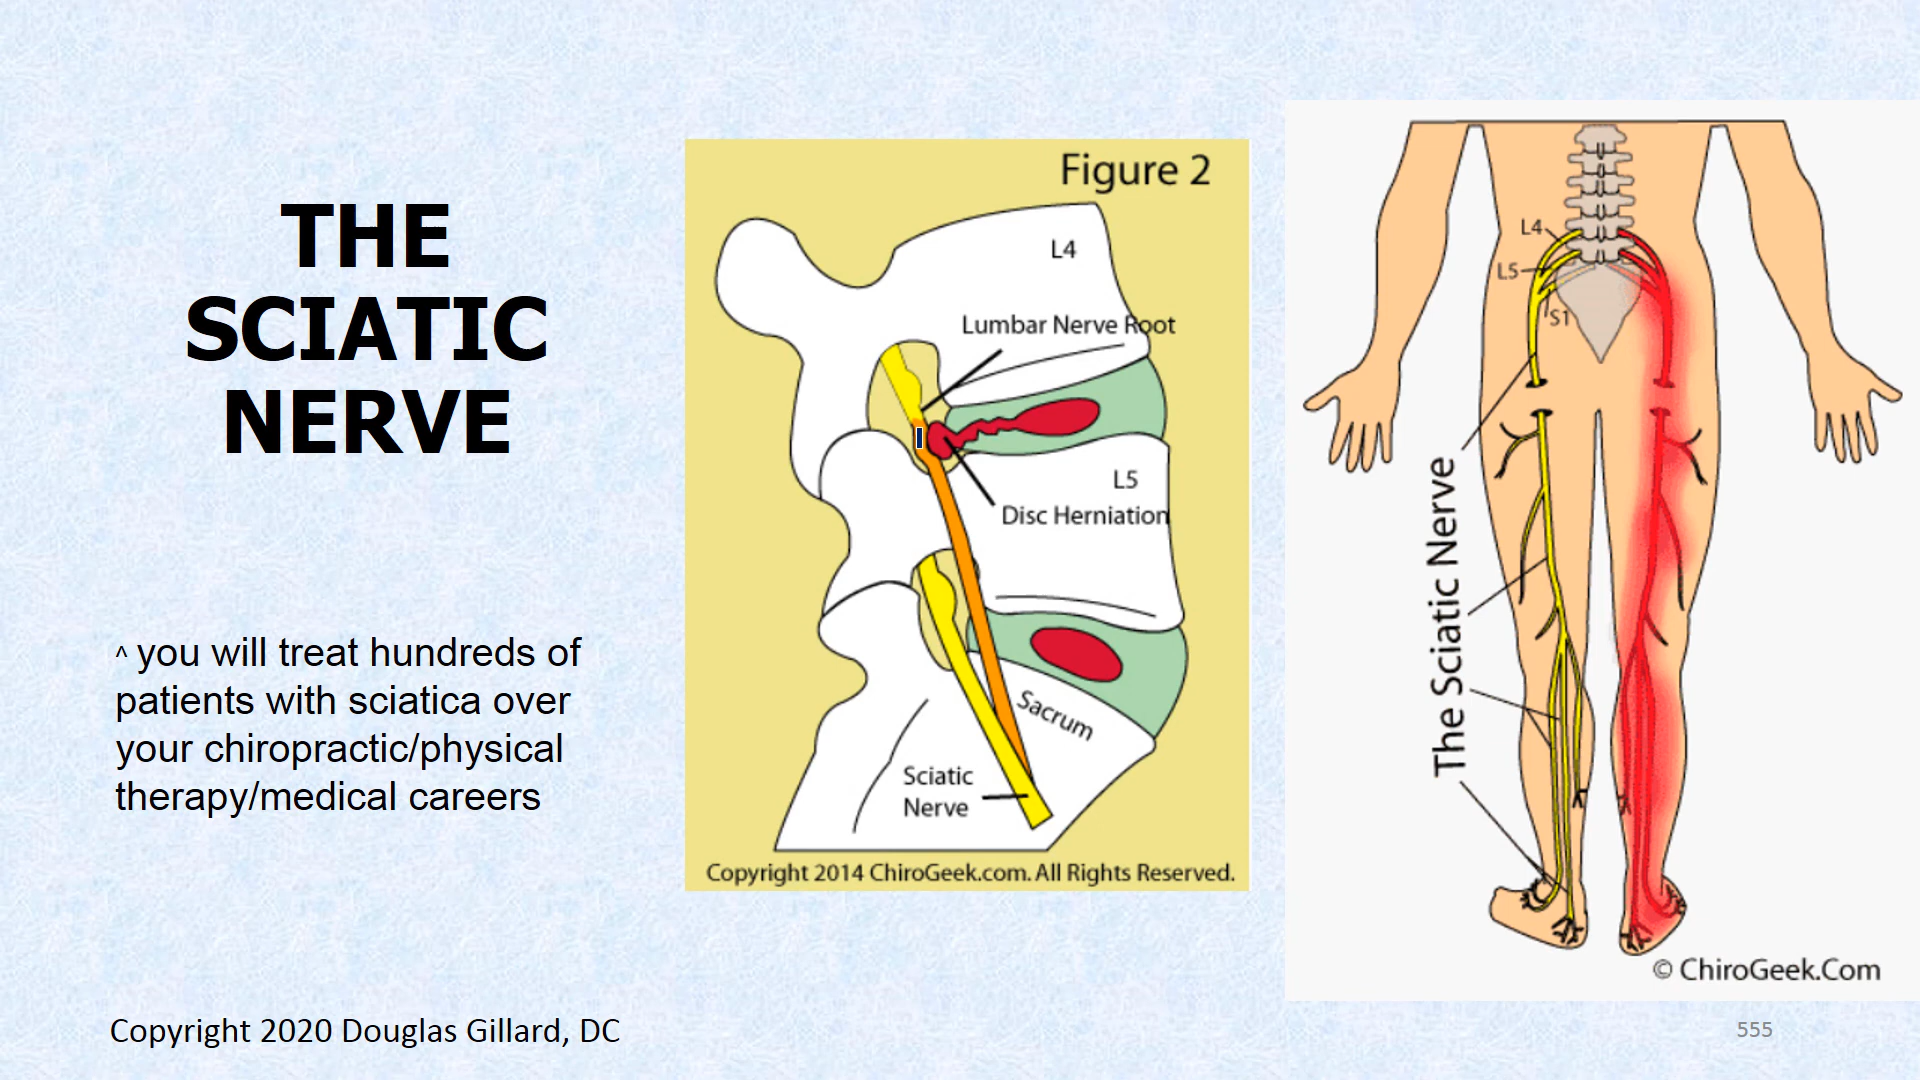 THE
SCIATIC
NERVE
^ you will treat hundreds of
patients with sciatica over
your chiropractic/physical
therapy/medical careers
Copyright 2020 Douglas Gillard, DC
Figure 2
L4
Lumbar Nerve Root
L5
Disc Herniation
Sacrum
Sciatic
Nerve
Copyright 2014 ChiroGeek.com. All Rights Reserved.
L4
L5
S1
The Sciatic Nerve
© ChiroGeek.Com
555